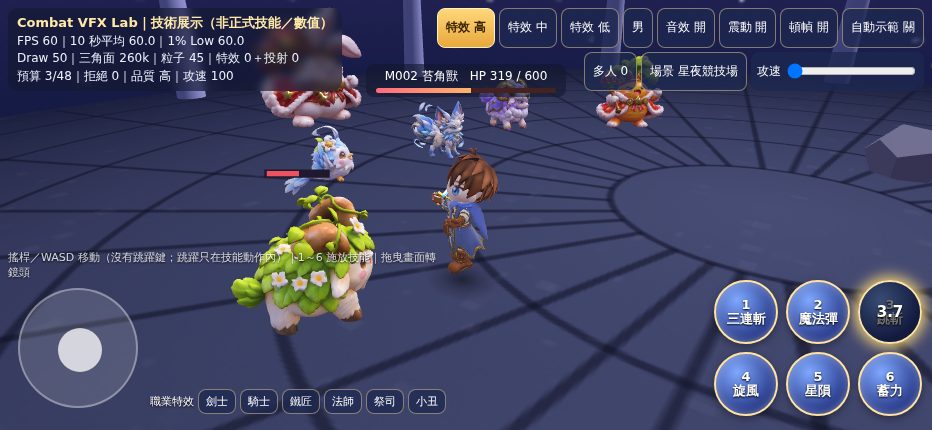 Combat VFX Lab｜技術展示（非正式技能／數值）
FPS 60｜10 秒平均 60.0｜1% Low 60.0
Draw 50｜三角面 260k｜粒子 45｜特效 0＋投射 0
預算 3/48｜拒絕 0｜品質 高｜攻速 100
特效 高
特效 中
特效 低
男
音效 開
震動 開
頓幀 開
自動示範 關
M002 苔角獸 HP 319 / 600
多人 0
場景 星夜競技場
攻速
搖桿／WASD 移動（沒有跳躍鍵；跳躍只在技能動作內）｜1～6 施放技能｜拖曳畫面轉
鏡頭
1
三連斬
2
魔法彈
3
跳斬
3.7
4
旋風
5
星隕
6
蓄力
職業特效
劍士
騎士
鐵匠
法師
祭司
小丑